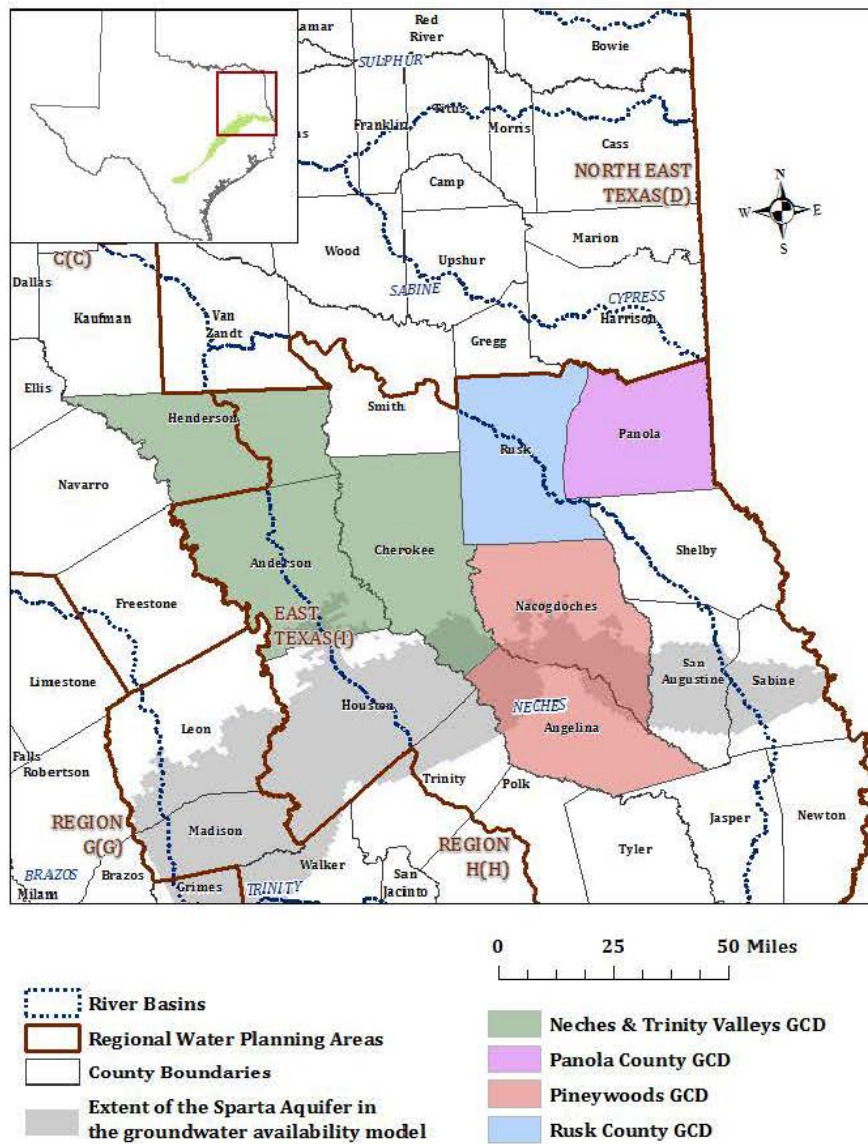 Lamar
Red
River
Bowie
SULPHUR
Titus
Franklin
Morris
Cass
NORTH EAST
TEXAS(D)
Camp
N
W
E
S
Marion
Wood
Upshur
C(C)
Dallas
SABINE
CYPRESS
Kaufman
Van
Zandt
Harrison
Gregg
Ellis
Smith
Henderson
Panola
Rusk
Navarro
Cherokee
Shelby
Anderson
Nacogdoches
Freestone
EAST
TEXAS(I)
San
Augustine
Sabine
Limestone
Houston
NECHES
Leon
Angelina
Falls
Robertson
Trinity
Polk
Madison
Jasper
Newton
REGION
G(G)
REGION
H(H)
Tyler
Walker
BRAZOS
Brazos
San
Jacinto
Milam
Grimes
TRINITY
0 25 50 Miles
River Basins
Regional Water Planning Areas
County Boundaries
Extent of the Sparta Aquifer in
the groundwater availability model
Neches & Trinity Valleys GCD
Panola County GCD
Pineywoods GCD
Rusk County GCD